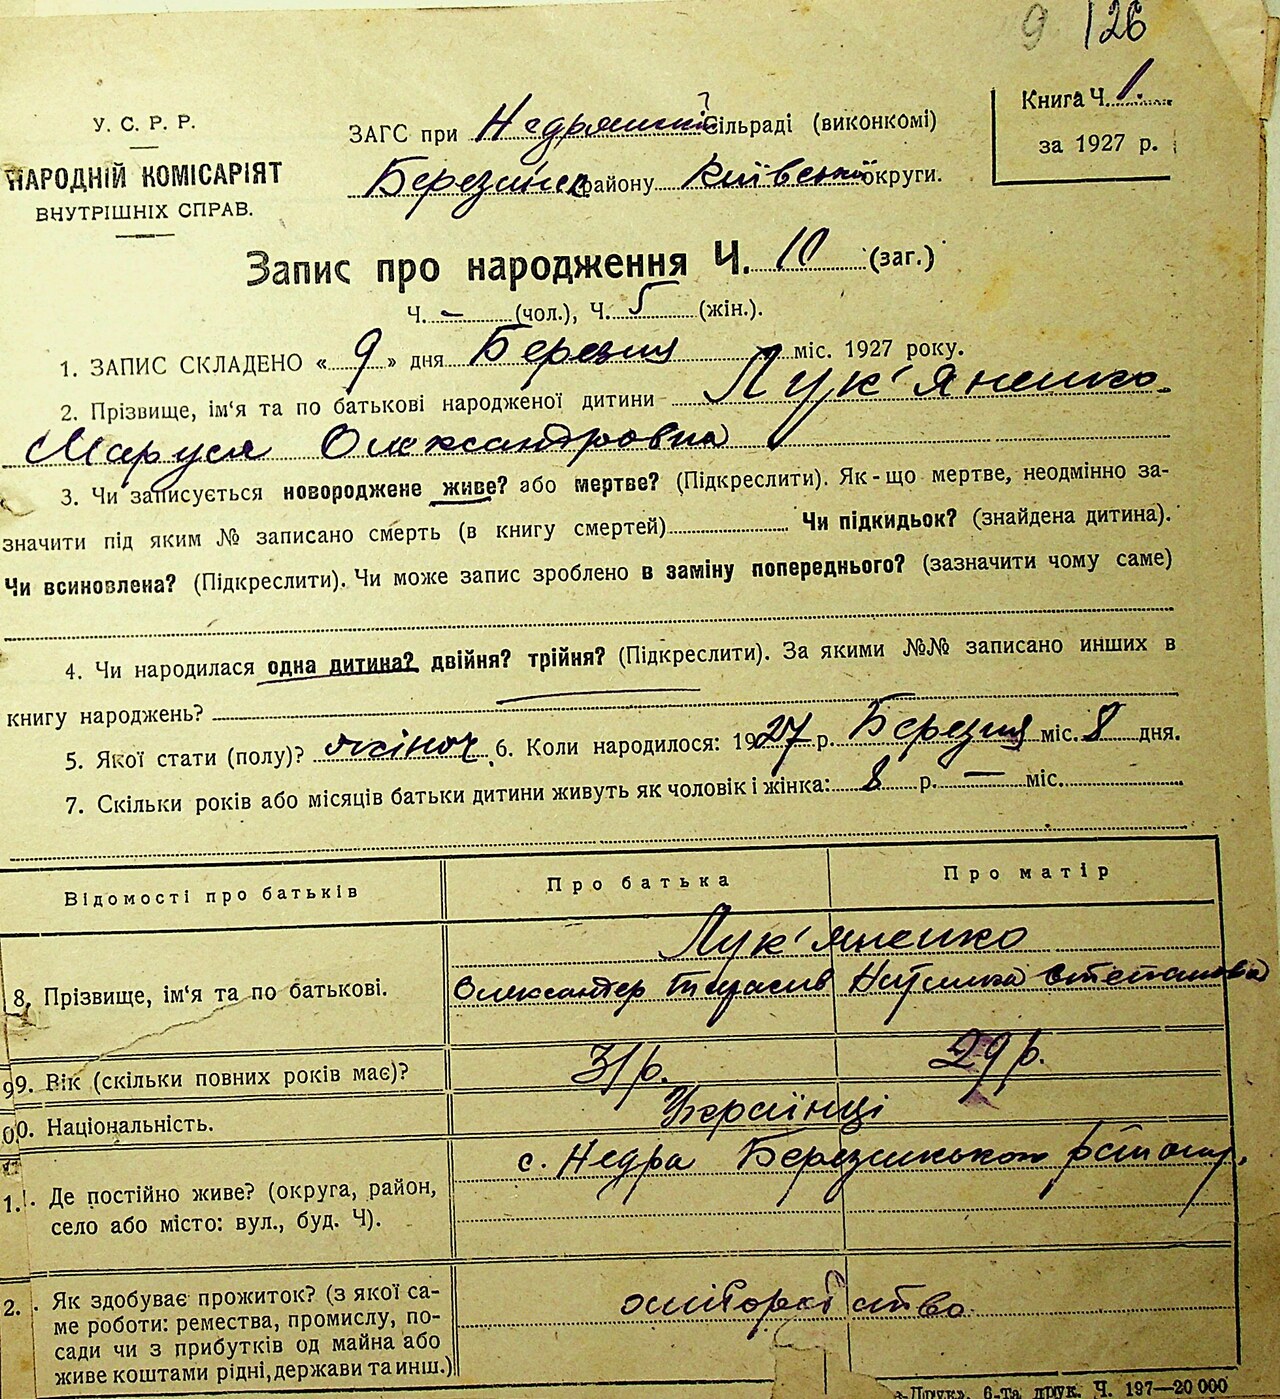 9 126
У. С. Р. Р.
НАРОДНІЙ КОМІСАРІЯТ
ВНУТРІШНІХ СПРАВ.
ЗАГС при Недрянській сільраді (виконкомі)
Березанськ району Київської округи.
Книга Ч. 1.
за 1927 р.
Запис про народження Ч. 10 (заг.)
Ч. – (чол.), Ч. 5 (жін.).
1. ЗАПИС СКЛАДЕНО « 9 » дня Березня міс. 1927 року.
2. Прізвище, ім'я та по батькові народженої дитини Лук'яненко
Маруся Олександровна
3. Чи записується новороджене живе? або мертве? (Підкреслити). Як-що мертве, неодмінно за-
значити під яким № записано смерть (в книгу смертей) Чи підкидьок? (знайдена дитина).
Чи всиновлена? (Підкреслити). Чи може запис зроблено в заміну попереднього? (зазначити чому саме)
4. Чи народилася одна дитина? двійня? трійня? (Підкреслити). За якими №№ записано инших в
книгу народжень?
5. Якої стати (полу)? жіноч. 6. Коли народилося: 1927 р. Березня міс. 8 дня.
7. Скільки років або місяців батьки дитини живуть як чоловік і жінка: 8 р. — міс.
Відомості про батьків Про батька Про матір
8. Прізвище, ім'я та по батькові. Лук'яненко
Олександер Тарасів Степанова
9. Вік (скільки повних років має)? 31 р. 29 р.
0. Національність. Українці
1. Де постійно живе? (округа, район, с. Недра Березанського
село або місто: вул., буд. Ч).
2. Як здобуває прожиток? (з якої са-
ме роботи: ремества, промислу, по-
сади чи з прибутків од майна або
живе коштами рідні, держави та инш.)
Друк», 6-та друк. Ч. 197–20 000